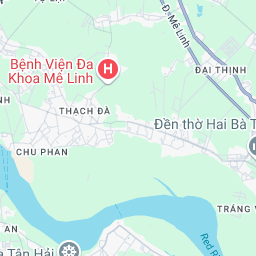 Đ. Mê Linh
Bệnh Viện Đa
Khoa Mê Linh
H
ĐẠI THỊNH
THẠCH ĐÀ
Đền thờ Hai Bà T
CHU PHAN
TRÁNG V
AN
Tân Hải
Red R